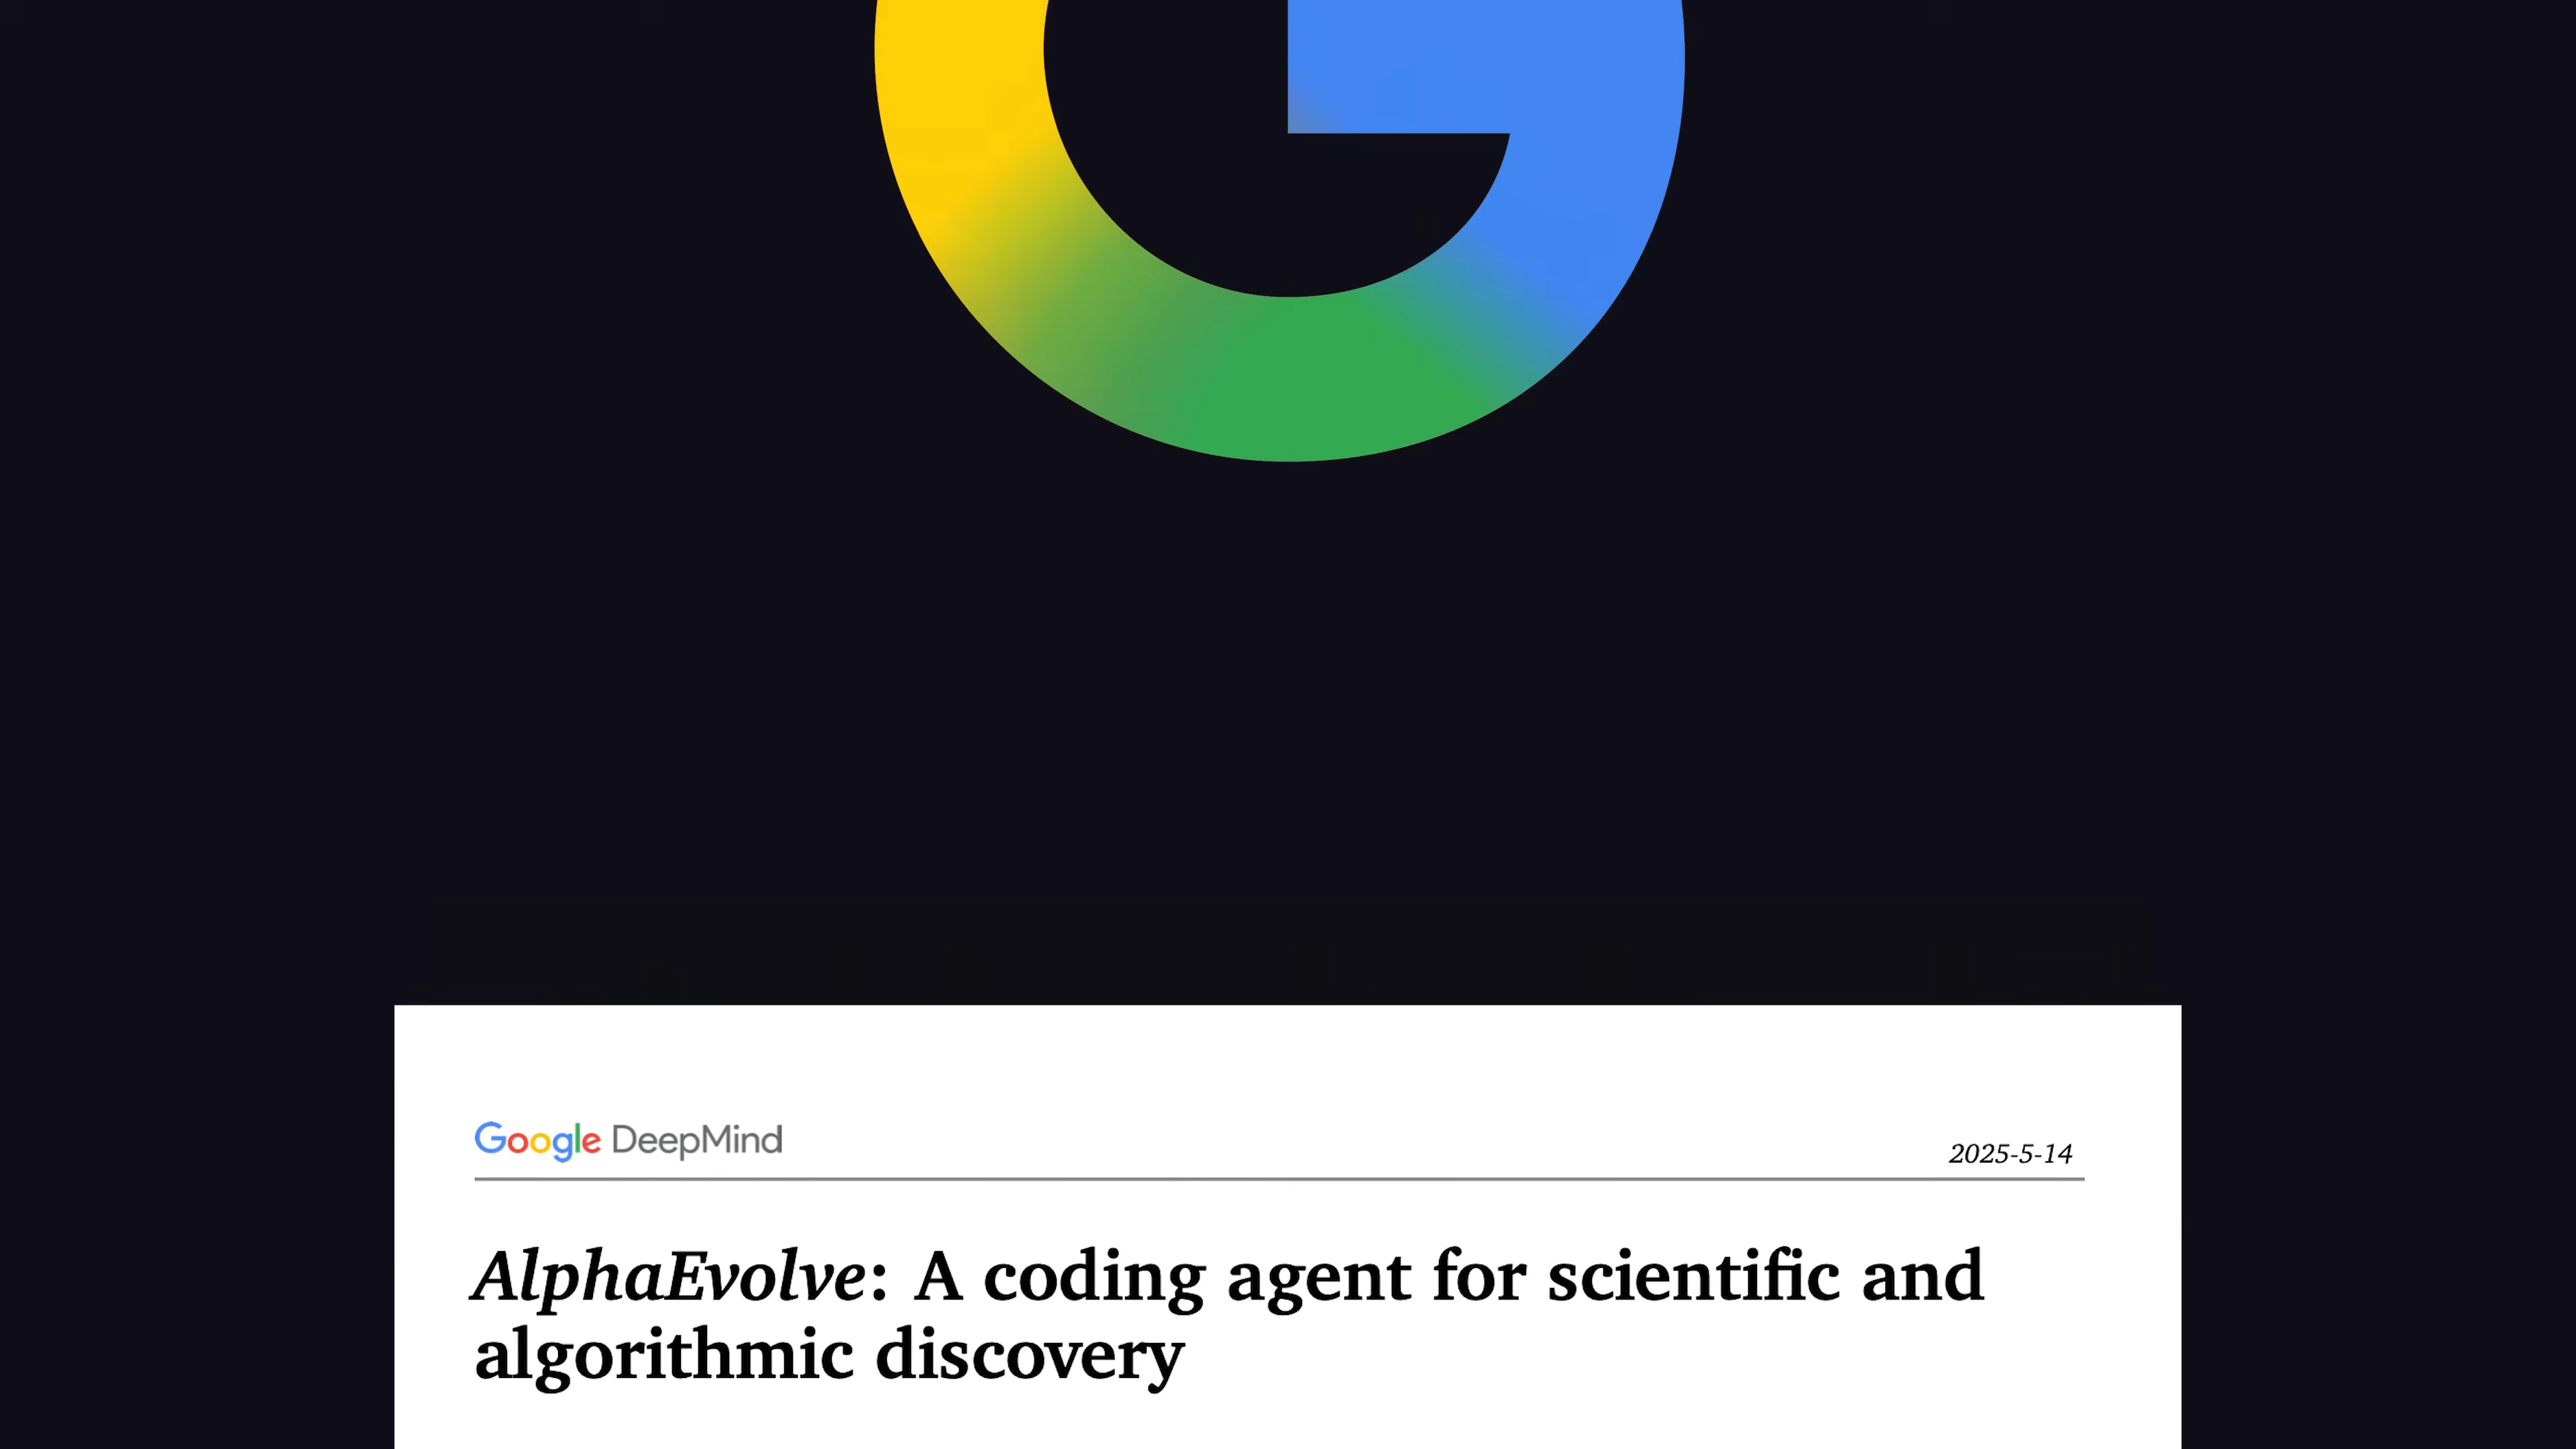 Google DeepMind
2025-5-14
AlphaEvolve: A coding agent for scientific and
algorithmic discovery